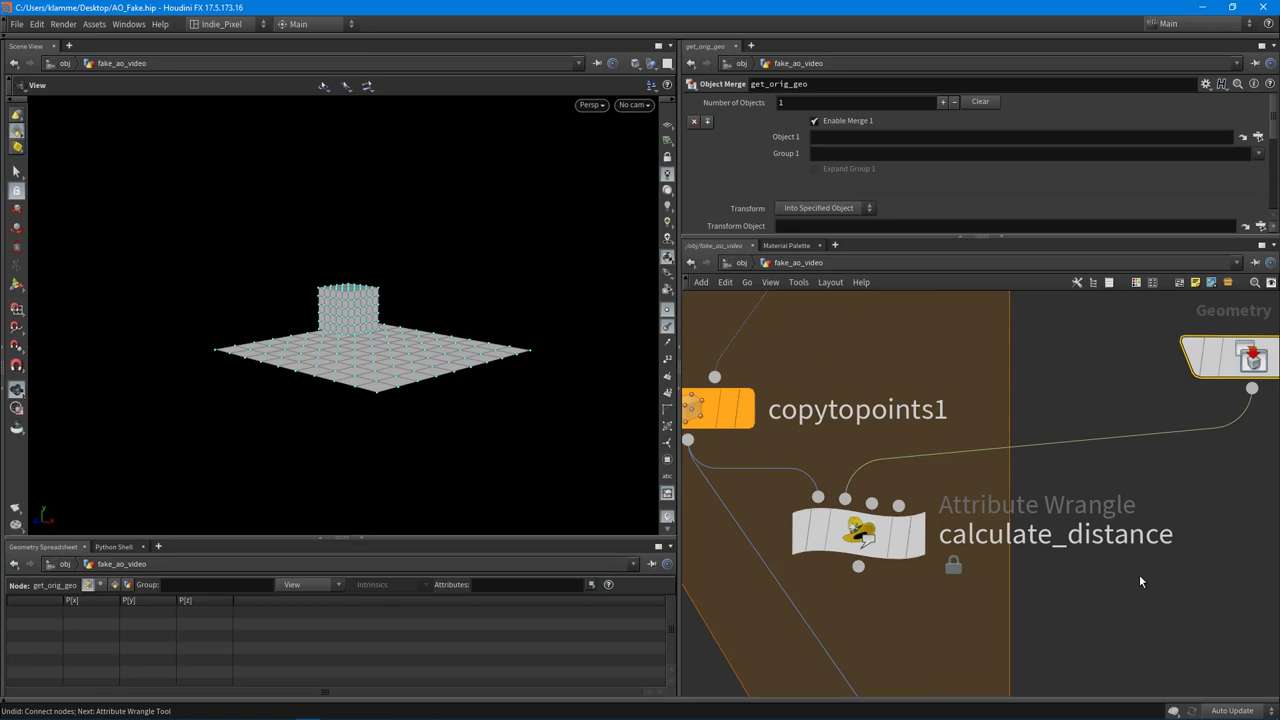 C:/Users/klamme/Desktop/AO_Fake.hip - Houdini FX 17.5.173.16
File Edit Render Assets Windows Help Indie_Pixel Main Main
Scene View
obj fake_ao_video
View
Persp No cam
Geometry Spreadsheet Python Shell
obj fake_ao_video
Node: get_orig_geo Group: View Intrinsics Attributes:
P[x] P[y] P[z]
get_orig_geo
obj fake_ao_video
Object Merge get_orig_geo
Number of Objects 1 Clear
Enable Merge 1
Object 1
Group 1
Expand Group 1
Transform Into Specified Object
Transform Object
/obj/fake_ao_video Material Palette
obj fake_ao_video
Add Edit Go View Tools Layout Help
Geometry
copytopoints1
Attribute Wrangle
calculate_distance
Undid: Connect nodes; Next: Attribute Wrangle Tool
Auto Update